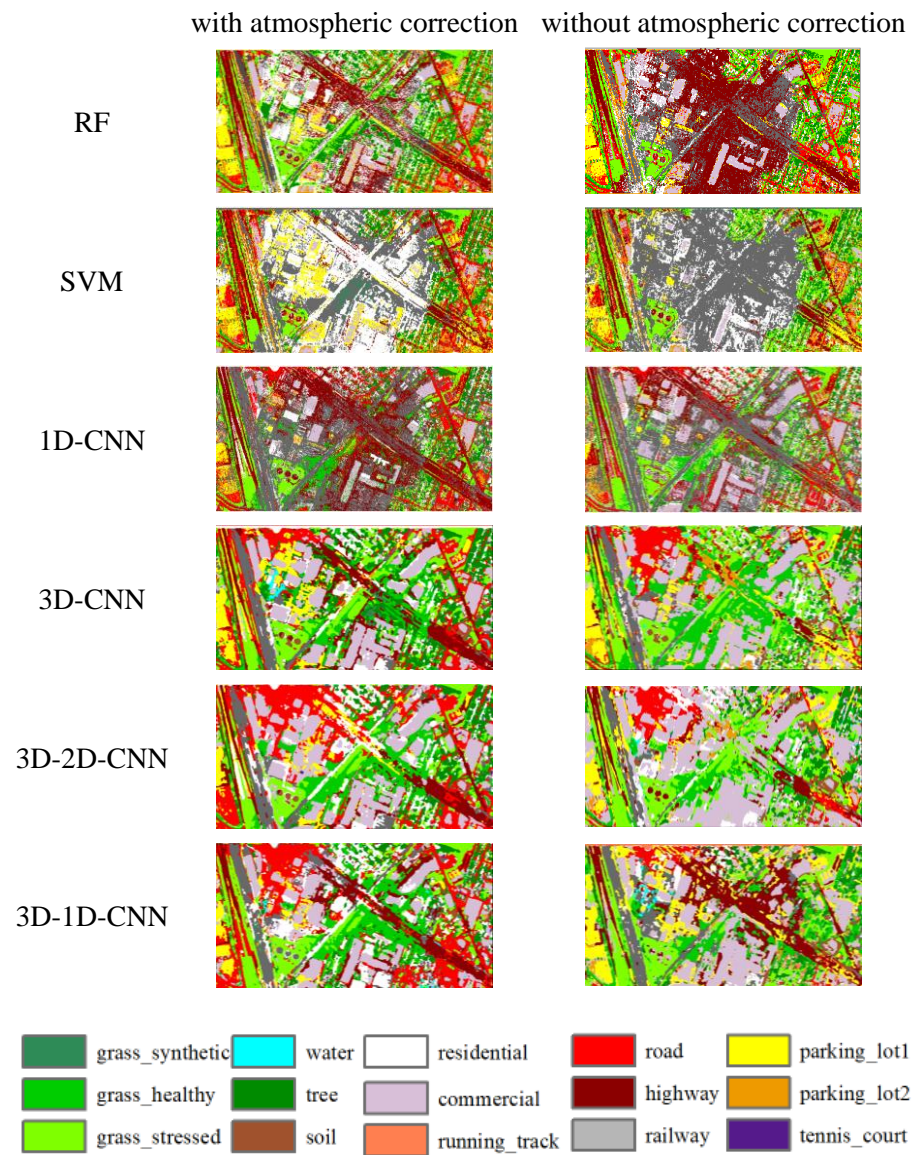 with atmospheric correction without atmospheric correction
RF
SVM
1D-CNN
3D-CNN
3D-2D-CNN
3D-1D-CNN
grass_synthetic water residential road parking_lot1
grass_healthy tree commercial highway parking_lot2
grass_stressed soil running_track railway tennis_court